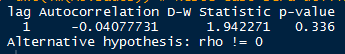 lag Autocorrelation D-W Statistic p-value
1 -0.04077731 1.942271 0.336
Alternative hypothesis: rho != 0